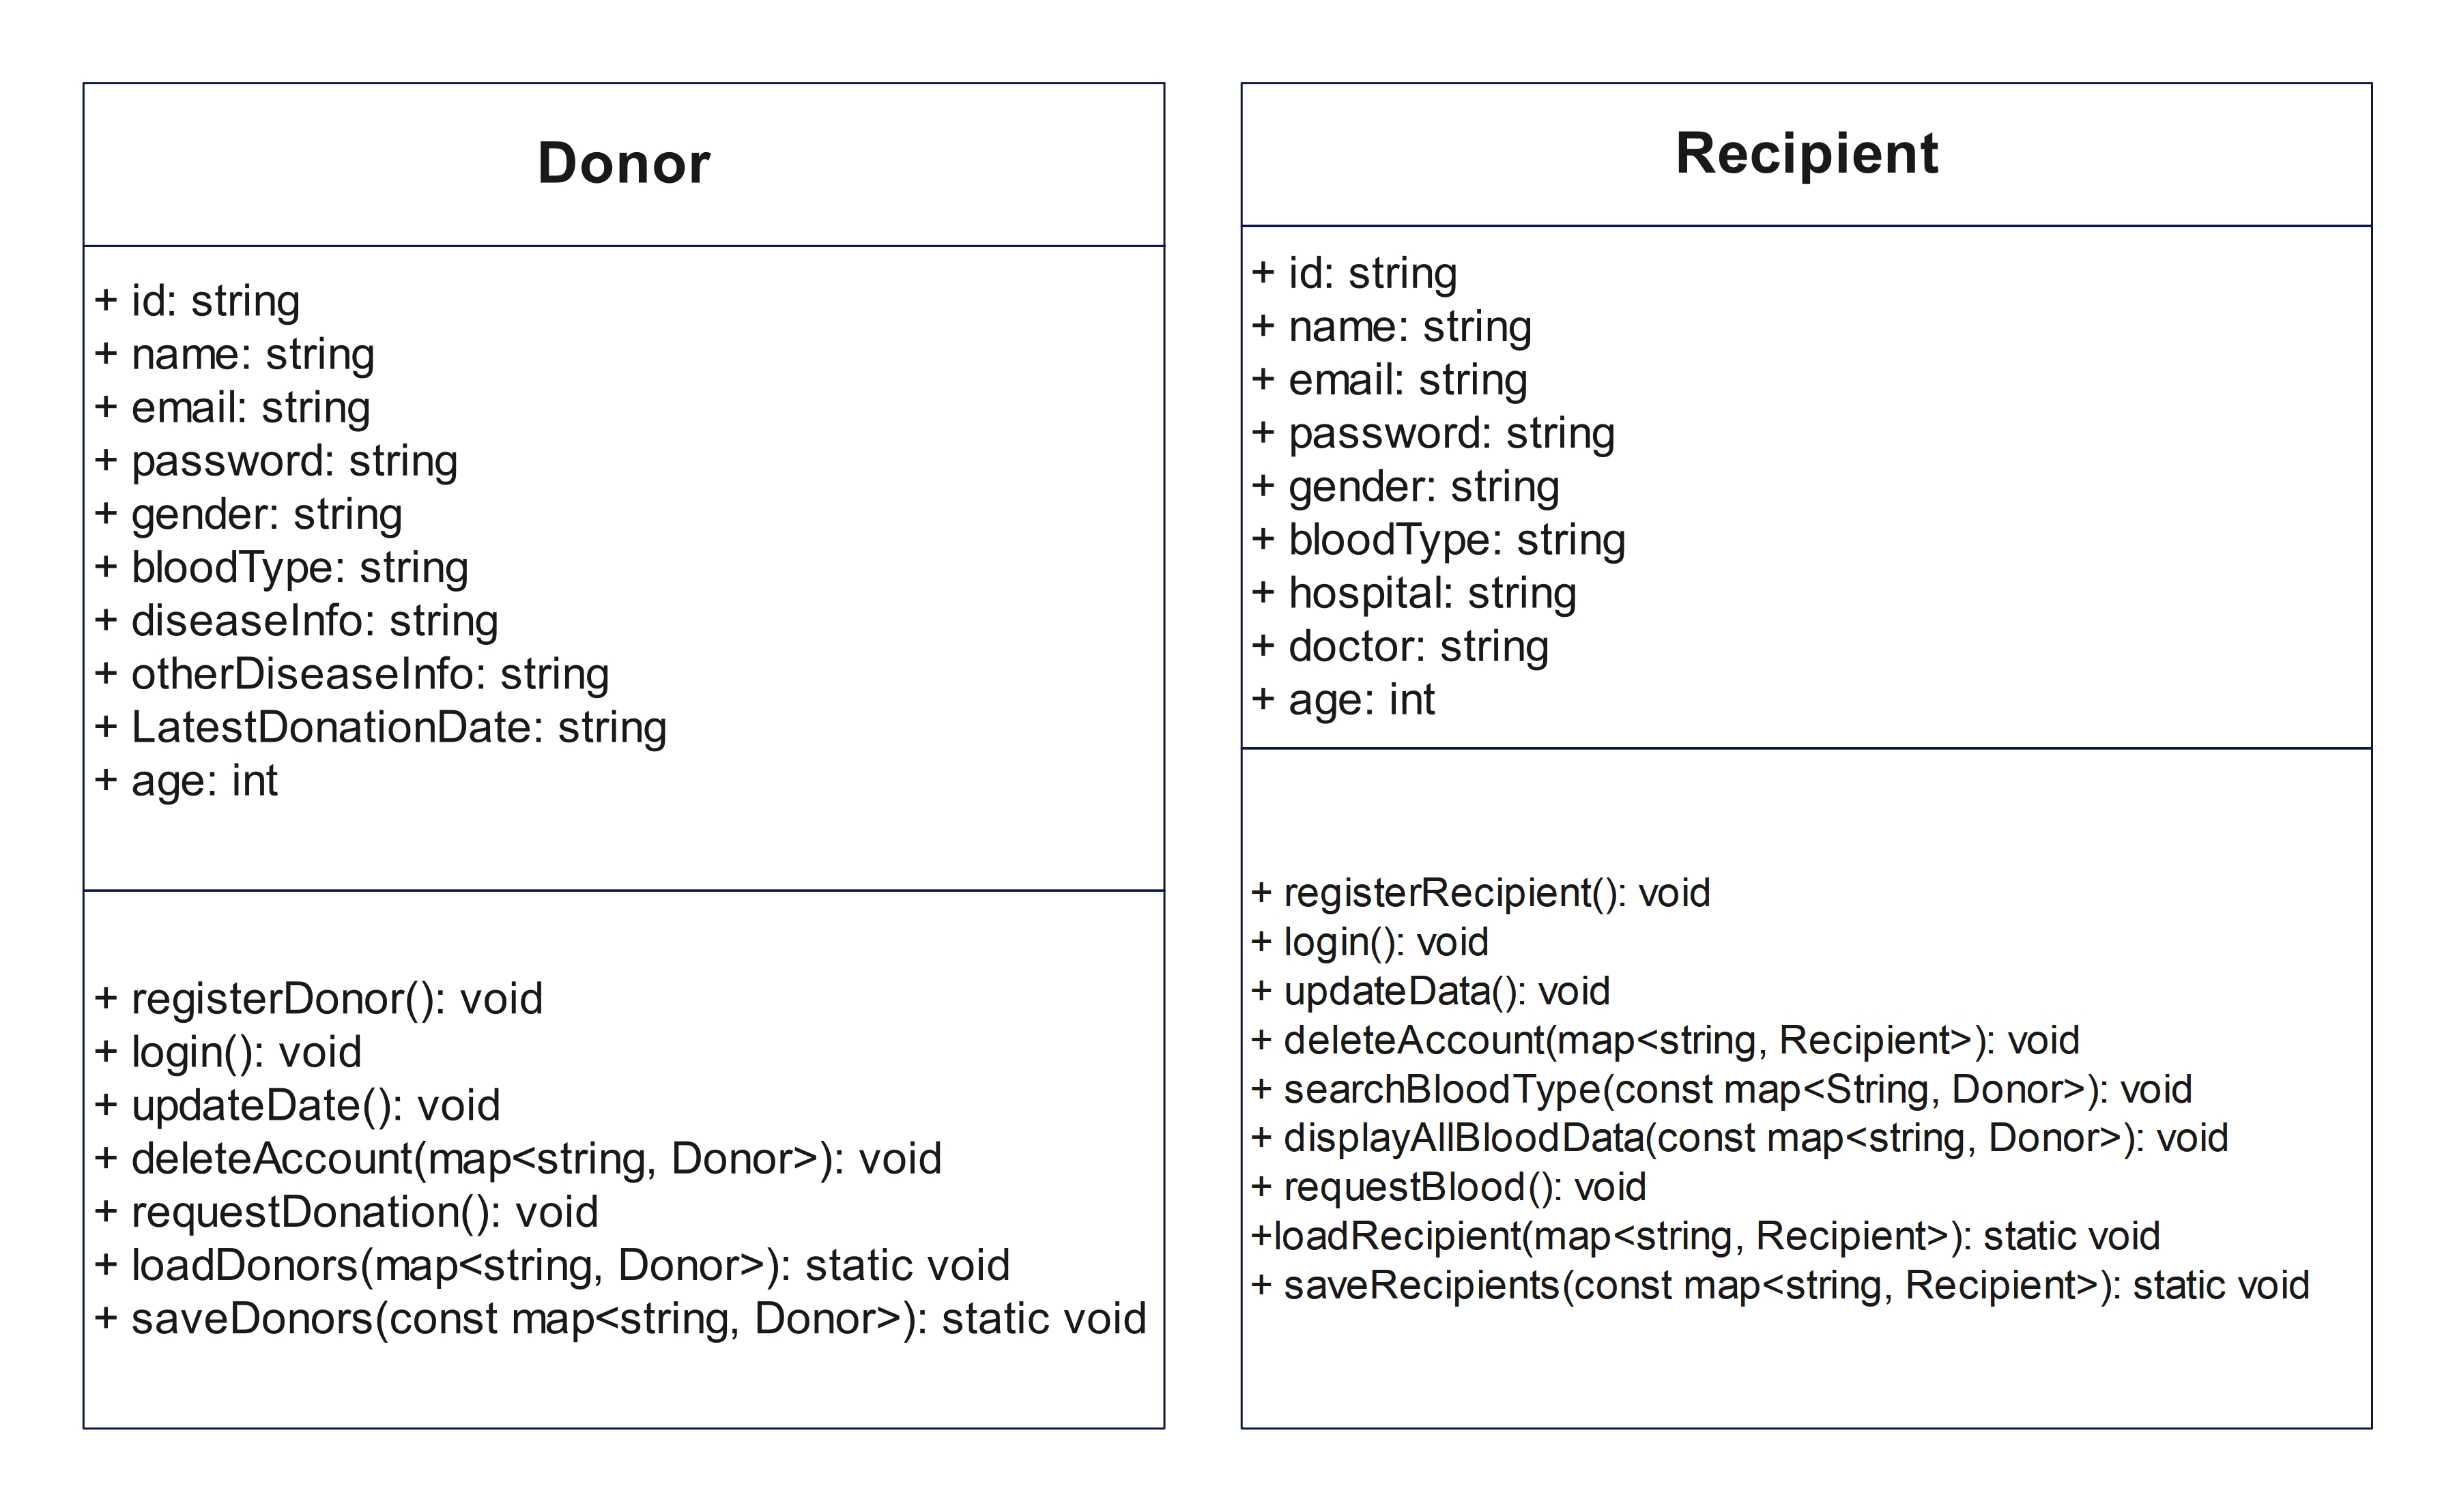 Donor
+ id: string
+ name: string
+ email: string
+ password: string
+ gender: string
+ bloodType: string
+ diseaseInfo: string
+ otherDiseaseInfo: string
+ LatestDonationDate: string
+ age: int
+ registerDonor(): void
+ login(): void
+ updateDate(): void
+ deleteAccount(map<string, Donor>): void
+ requestDonation(): void
+ loadDonors(map<string, Donor>): static void
+ saveDonors(const map<string, Donor>): static void
Recipient
+ id: string
+ name: string
+ email: string
+ password: string
+ gender: string
+ bloodType: string
+ hospital: string
+ doctor: string
+ age: int
+ registerRecipient(): void
+ login(): void
+ updateData(): void
+ deleteAccount(map<string, Recipient>): void
+ searchBloodType(const map<String, Donor>): void
+ displayAllBloodData(const map<string, Donor>): void
+ requestBlood(): void
+loadRecipient(map<string, Recipient>): static void
+ saveRecipients(const map<string, Recipient>): static void